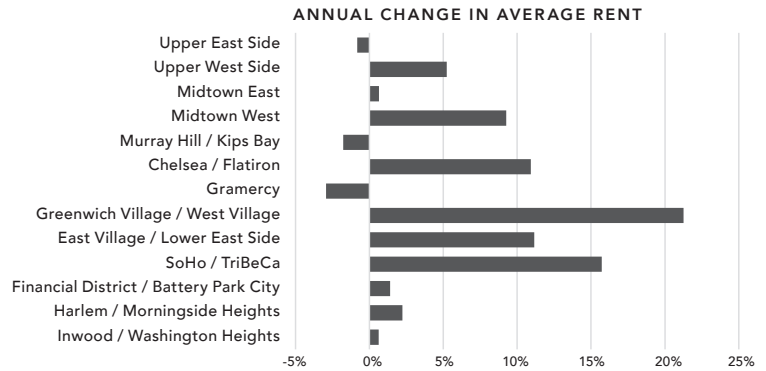 ANNUAL CHANGE IN AVERAGE RENT
Upper East Side
Upper West Side
Midtown East
Midtown West
Murray Hill / Kips Bay
Chelsea / Flatiron
Gramercy
Greenwich Village / West Village
East Village / Lower East Side
SoHo / TriBeCa
Financial District / Battery Park City
Harlem / Morningside Heights
Inwood / Washington Heights
-5% 0% 5% 10% 15% 20% 25%